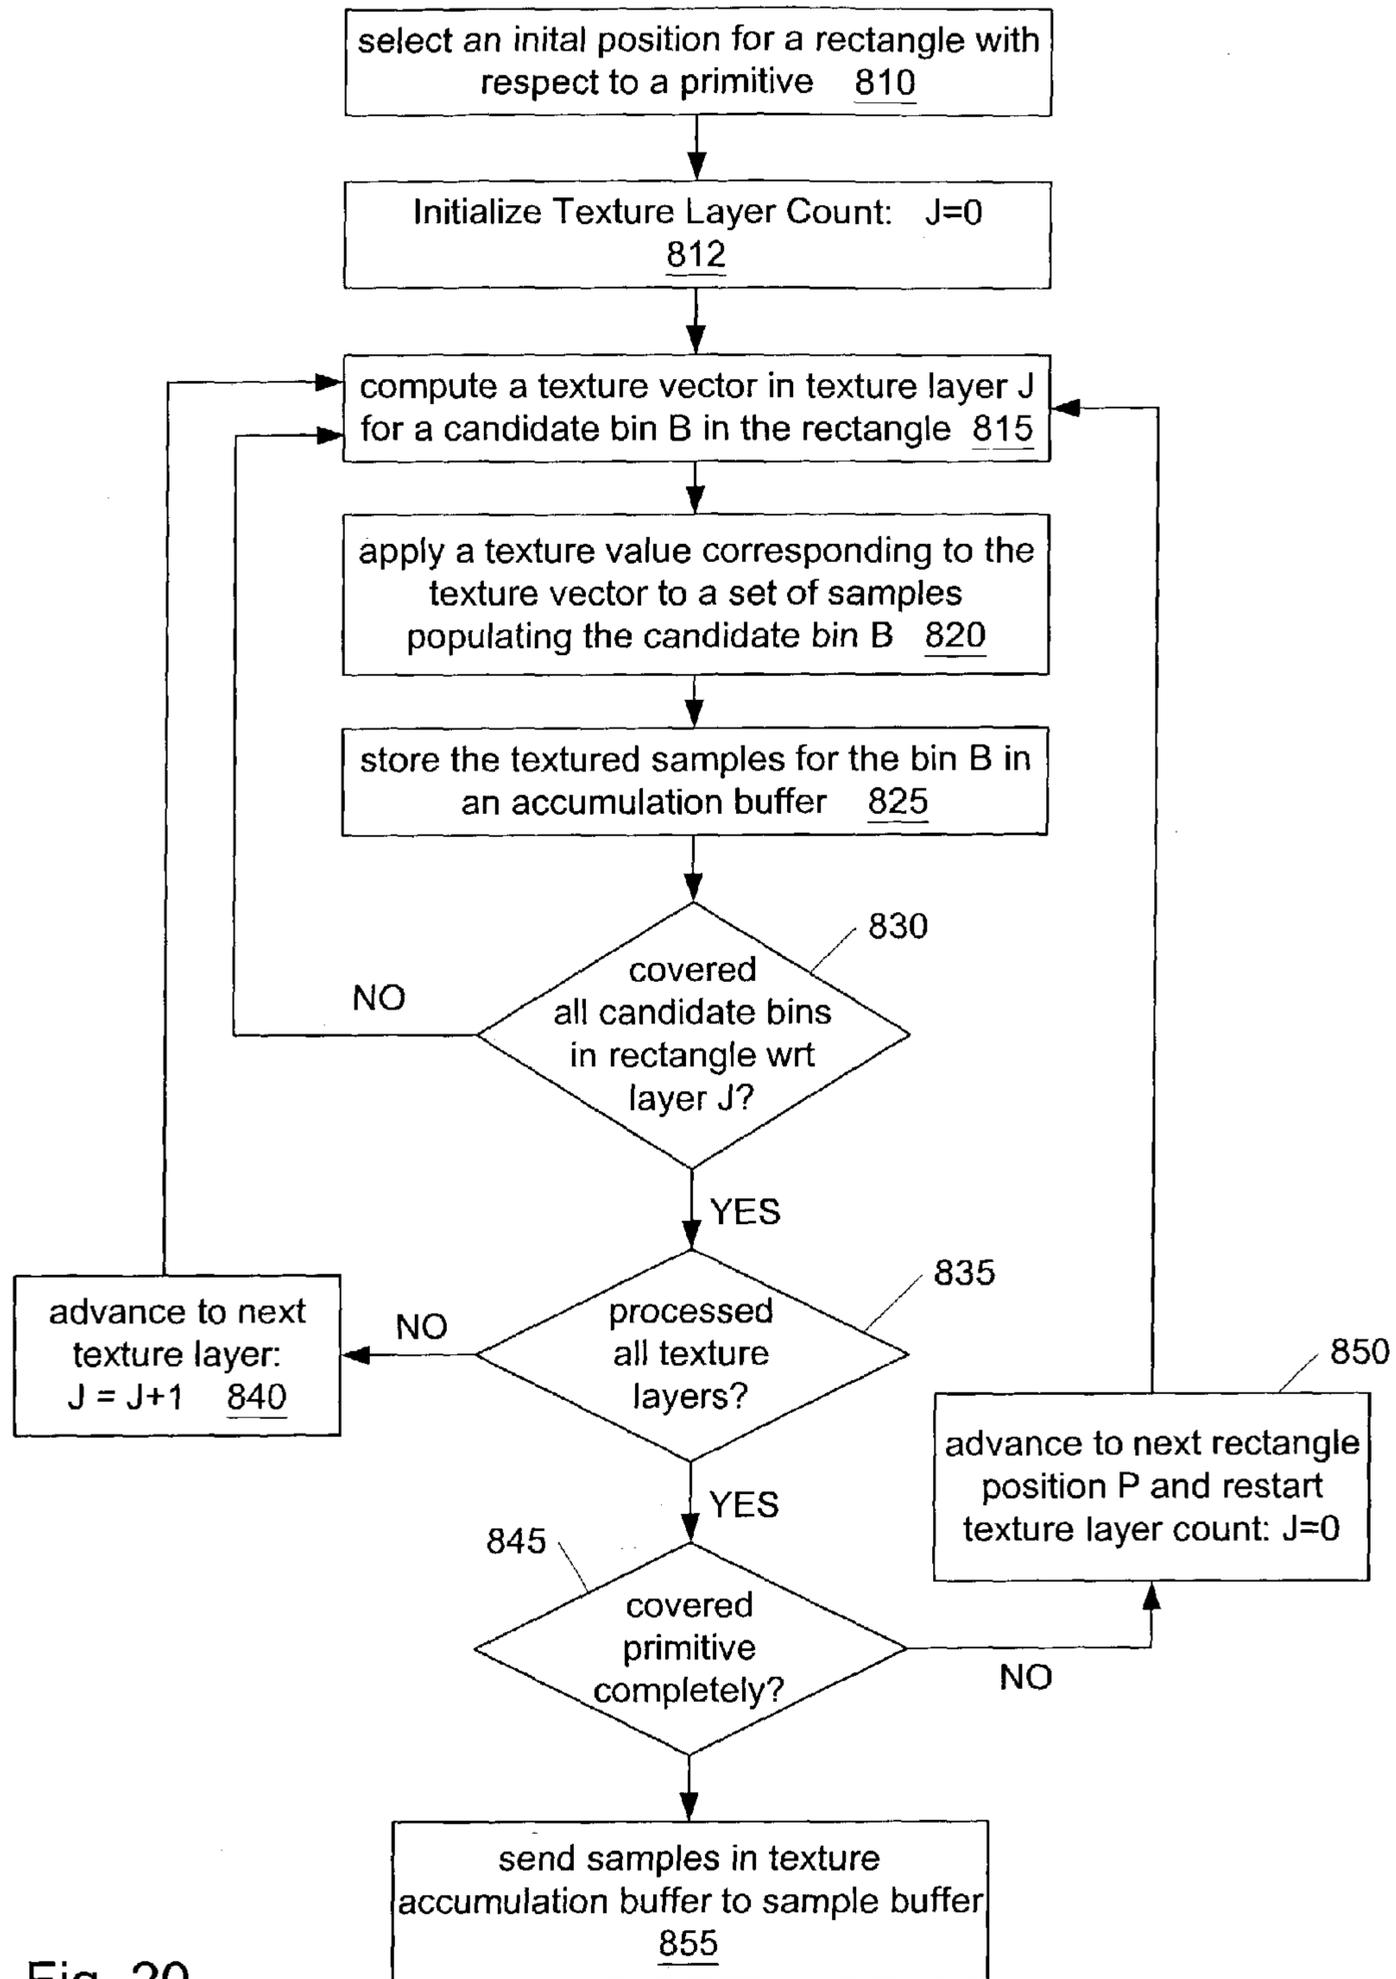 select an inital position for a rectangle with
respect to a primitive 810
Initialize Texture Layer Count: J=0
812
compute a texture vector in texture layer J
for a candidate bin B in the rectangle 815
apply a texture value corresponding to the
texture vector to a set of samples
populating the candidate bin B 820
store the textured samples for the bin B in
an accumulation buffer 825
830
covered
all candidate bins
in rectangle wrt
layer J?
NO
YES
835
processed
all texture
layers?
NO
advance to next
texture layer:
J = J+1 840
YES
850
advance to next rectangle
position P and restart
texture layer count: J=0
845
covered
primitive
completely?
NO
send samples in texture
accumulation buffer to sample buffer
855
Fig. 20